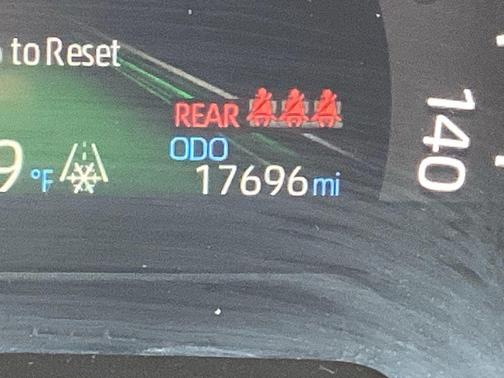 to Reset
REAR
ODO
9 °F
17696 mi
140